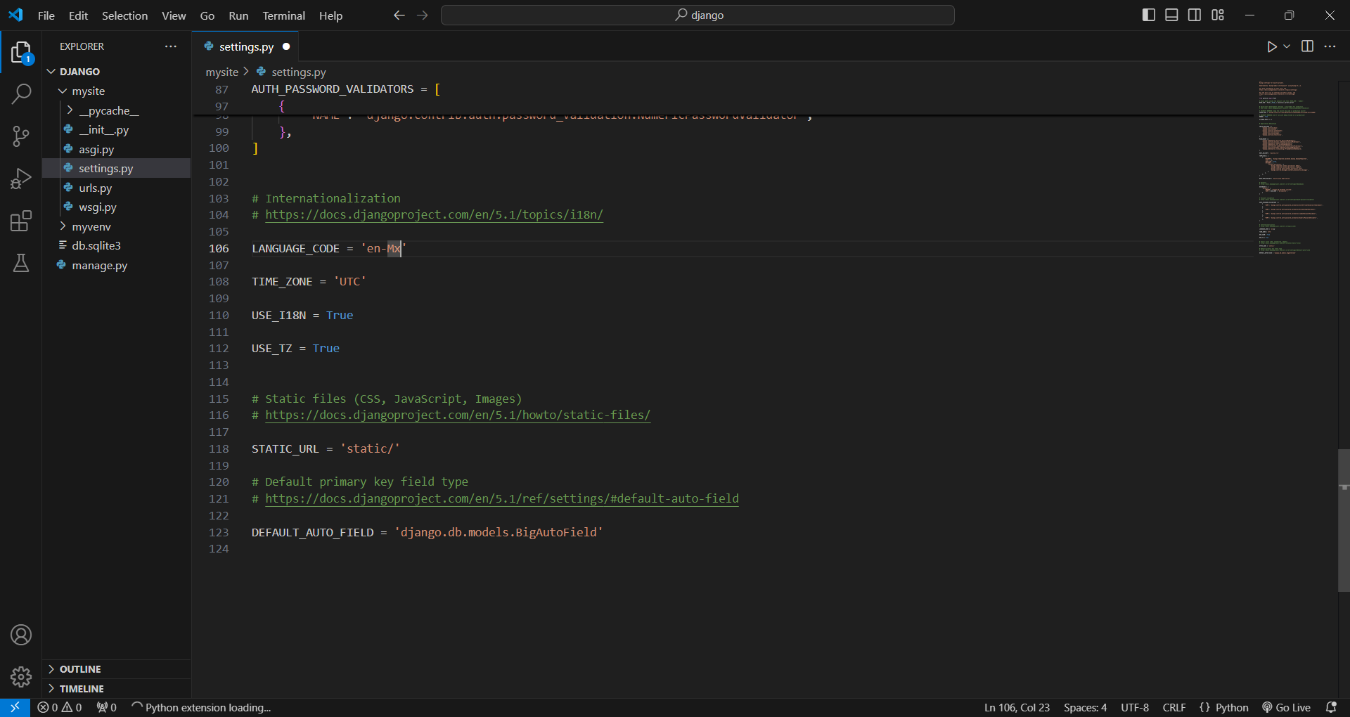 File Edit Selection View Go Run Terminal Help
django
EXPLORER
DJANGO
mysite
__pycache__
__init__.py
asgi.py
settings.py
urls.py
wsgi.py
myvenv
db.sqlite3
manage.py
OUTLINE
TIMELINE
1
settings.py
mysite > settings.py
87 AUTH_PASSWORD_VALIDATORS = [
97 {
98 'NAME': 'django.contrib.auth.password_validation.NumericPasswordValidator',
99 },
100 ]
101
102
103 # Internationalization
104 # https://docs.djangoproject.com/en/5.1/topics/i18n/
105
106 LANGUAGE_CODE = 'en-MX'
107
108 TIME_ZONE = 'UTC'
109
110 USE_I18N = True
111
112 USE_TZ = True
113
114
115 # Static files (CSS, JavaScript, Images)
116 # https://docs.djangoproject.com/en/5.1/howto/static-files/
117
118 STATIC_URL = 'static/'
119
120 # Default primary key field type
121 # https://docs.djangoproject.com/en/5.1/ref/settings/#default-auto-field
122
123 DEFAULT_AUTO_FIELD = 'django.db.models.BigAutoField'
124
0 0 0 Python extension loading... Ln 106, Col 23 Spaces: 4 UTF-8 CRLF {} Python Go Live